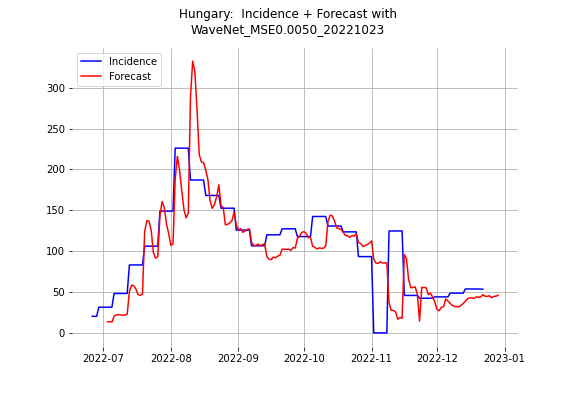 Hungary:  Incidence + Forecast with
WaveNet_MSE0.0050_20221023
Incidence
Forecast
300
250
200
150
100
50
0
2022-07 2022-08 2022-09 2022-10 2022-11 2022-12 2023-01